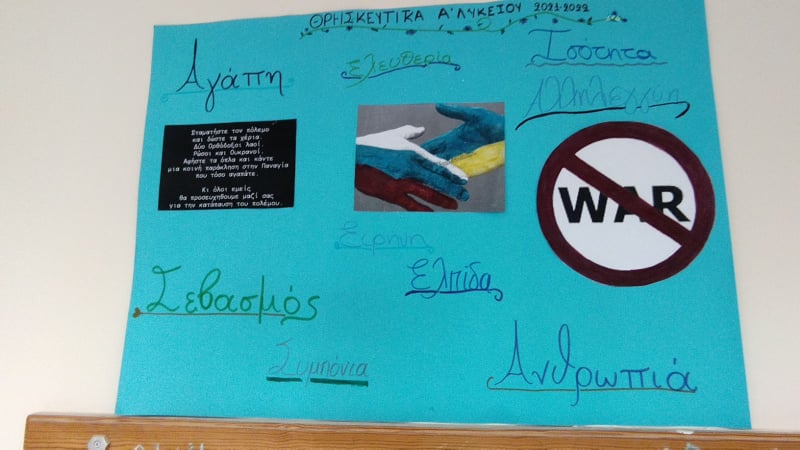 ΘΡΗΣΚΕΥΤΙΚΑ Α' ΛΥΚΕΙΟΥ 2021-2022
Αγάπη
Ελευθερία
Ισότητα
Αλληλεγγύη
Σταματήστε τον πόλεμο
και δώστε τα χέρια.
Δύο Ορθόδοξοι λαοί.
Ρώσοι και Ουκρανοί.
Αφήστε τα όπλα και κάντε
μια κοινή παράκληση στην Παναγία
που τόσο αγαπάτε.
Κι όλοι εμείς
θα προσευχηθουμε μαζί σας
για την κατάπαυση του πολέμου.
WAR
Ειρήνη
Ελπίδα
Σεβασμός
Συμπόνια
Ανθρωπιά